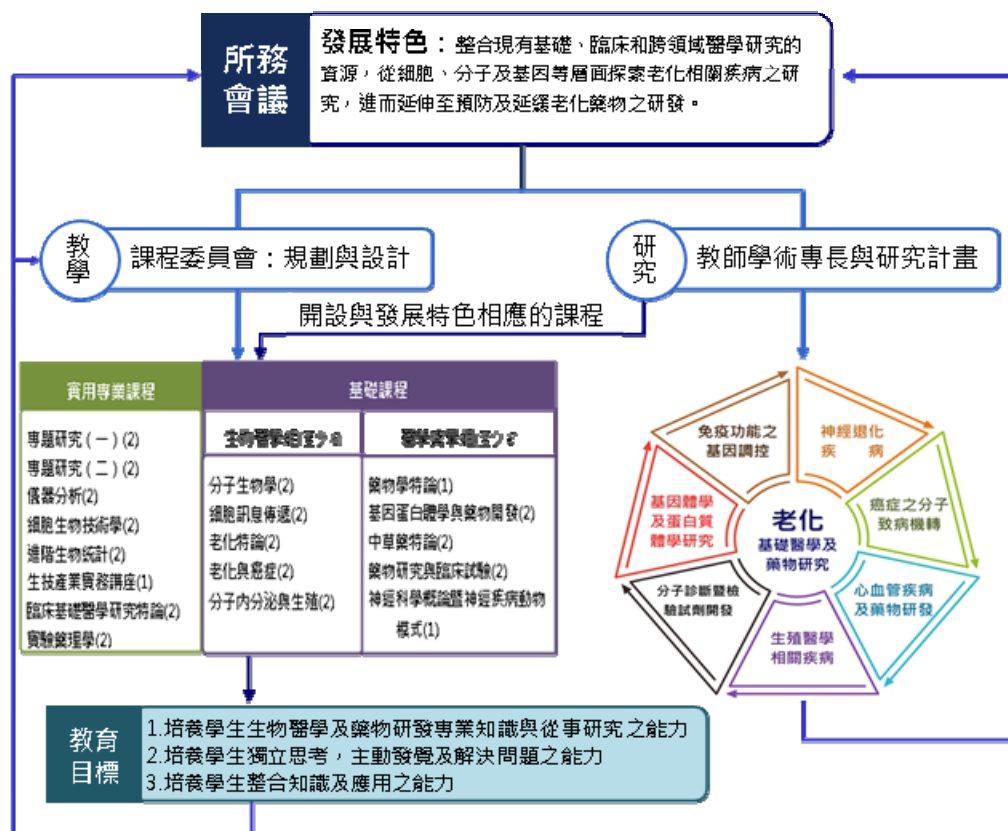 所務
會議
發展特色：整合現有基礎、臨床和跨領域醫學研究的
資源，從細胞、分子及基因等層面探索老化相關疾病之研
究，進而延伸至預防及延緩老化藥物之研發。
教學
課程委員會：規劃與設計
研究
教師學術專長與研究計畫
開設與發展特色相應的課程
實用專業課程
專題研究(一)(2)
專題研究(二)(2)
儀器分析(2)
細胞生物技術學(2)
進階生物統計(2)
生技產業實務講座(1)
臨床基礎醫學研究特論(2)
實驗藥理學(2)
基礎課程
分子生物學(2)
細胞訊息傳遞(2)
老化特論(2)
老化與癌症(2)
分子內分泌與生殖(2)
藥物學特論(1)
基因蛋白體學與藥物開發(2)
中草藥特論(2)
藥物研究與臨床試驗(2)
神經科學概論暨神經疾病動物
模式(1)
免疫功能之
基因調控
神經退化
疾 病
癌症之分子
致病機轉
心血管疾病
及藥物研發
生殖醫學
相關疾病
分子診斷暨檢
驗試劑開發
基因體學
及蛋白質
體學研究
老化
基礎醫學及
藥物研究
教育
目標
1.培養學生生物醫學及藥物研發專業知識與從事研究之能力
2.培養學生獨立思考，主動發覺及解決問題之能力
3.培養學生整合知識及應用之能力